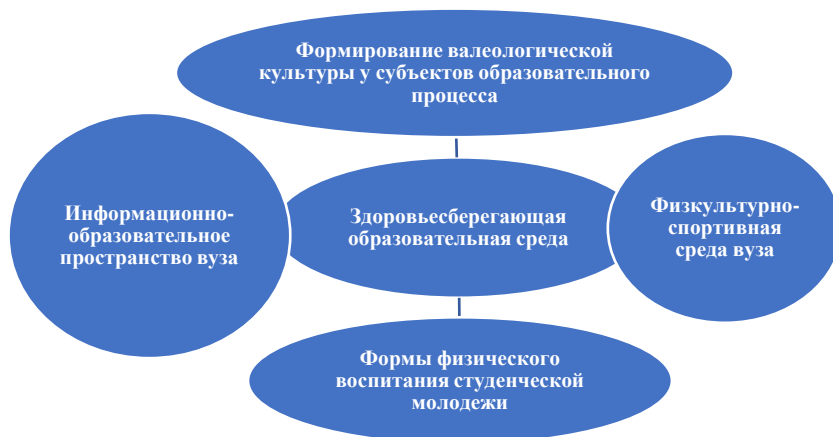 Формирование валеологической
культуры у субъектов образовательного
процесса
Информационно-
образовательное
пространство вуза
Здоровьесберегающая
образовательная среда
Физкультурно-
спортивная
среда вуза
Формы физического
воспитания студенческой
молодежи